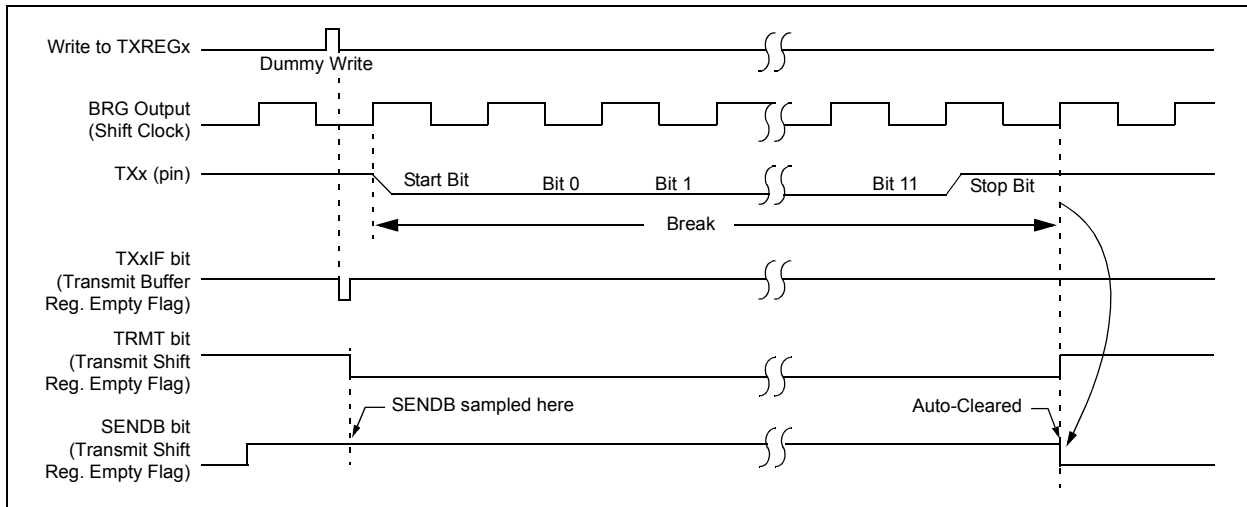 Write to TXREGx
Dummy Write
BRG Output
(Shift Clock)
TXx (pin)
Start Bit
Bit 0
Bit 1
Bit 11
Stop Bit
Break
TXxIF bit
(Transmit Buffer
Reg. Empty Flag)
TRMT bit
(Transmit Shift
Reg. Empty Flag)
SENDB sampled here
Auto-Cleared
SENDB bit
(Transmit Shift
Reg. Empty Flag)